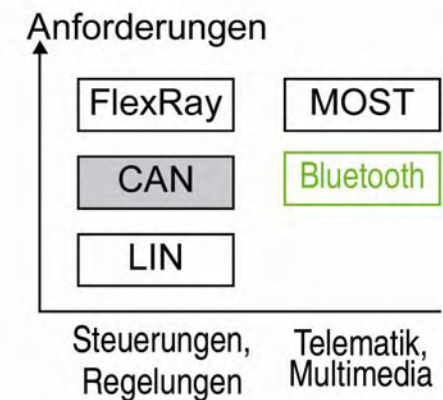 Anforderungen
FlexRay
MOST
CAN
Bluetooth
LIN
Steuerungen,
Regelungen
Telematik,
Multimedia